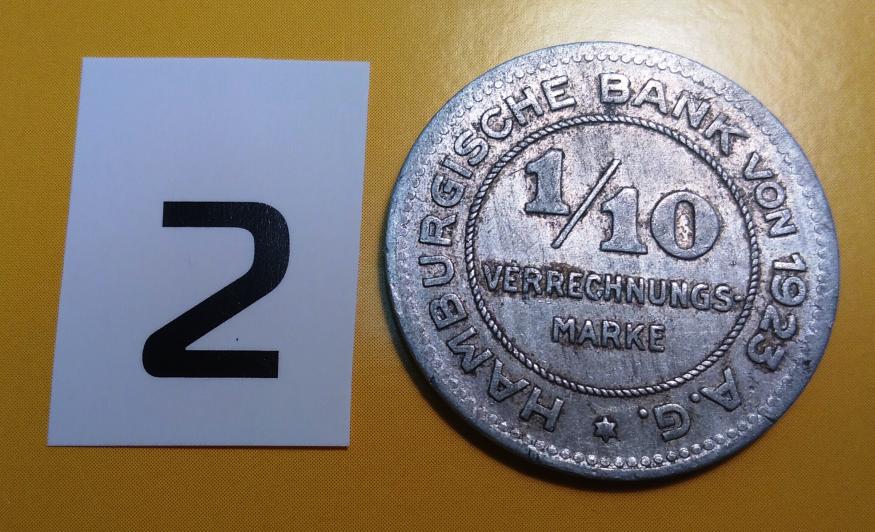 2
HAMBURGISCHE BANK VON 1923 A.G.
1/10
VERRECHNUNGS-
MARKE